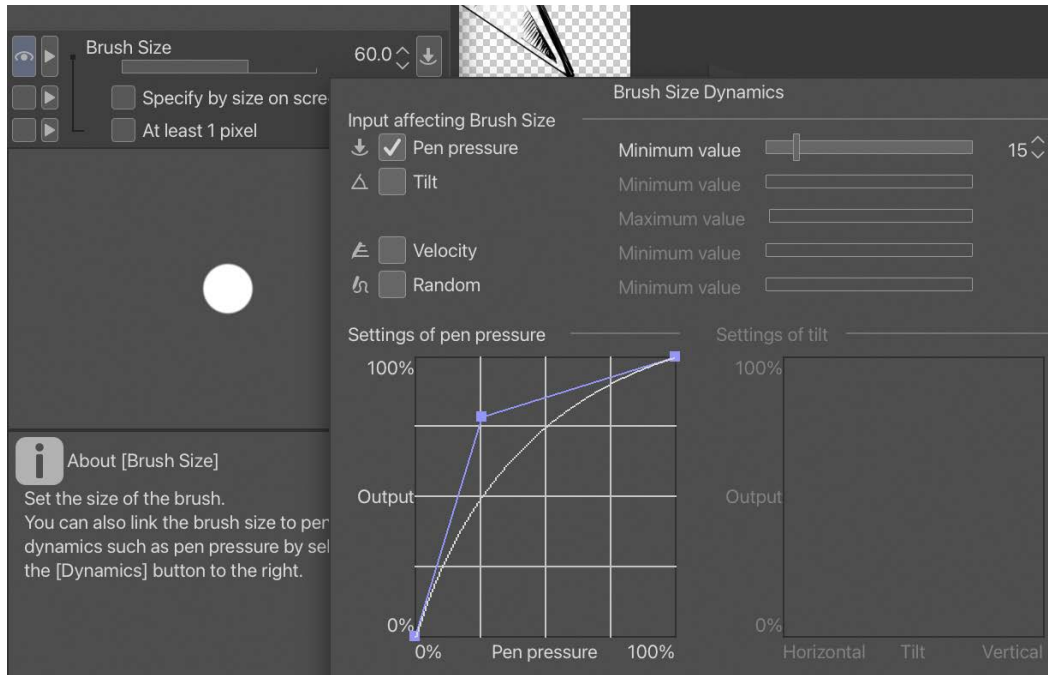 Brush Size 60.0
Specify by size on scre
At least 1 pixel
Brush Size Dynamics
Input affecting Brush Size
Pen pressure Minimum value 15
Tilt Minimum value
Maximum value
Velocity Minimum value
Random Minimum value
Settings of pen pressure Settings of tilt
100% 100%
Output Output
0% 0%
0% Pen pressure 100% Horizontal Tilt Vertical
i About [Brush Size]
Set the size of the brush.
You can also link the brush size to pen
dynamics such as pen pressure by sel
the [Dynamics] button to the right.